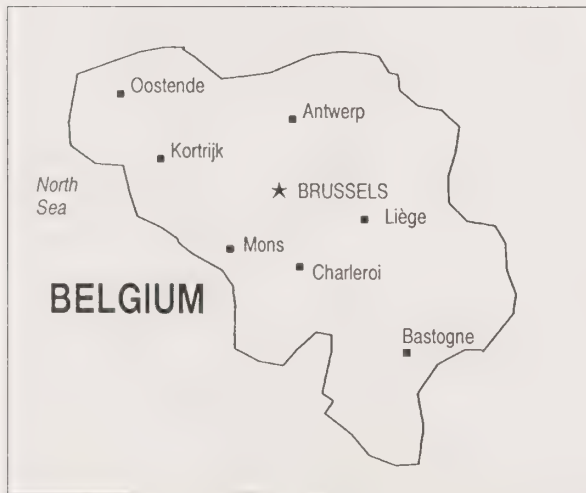 Oostende
Antwerp
Kortrijk
North
Sea
BRUSSELS
Liège
Mons
Charleroi
BELGIUM
Bastogne